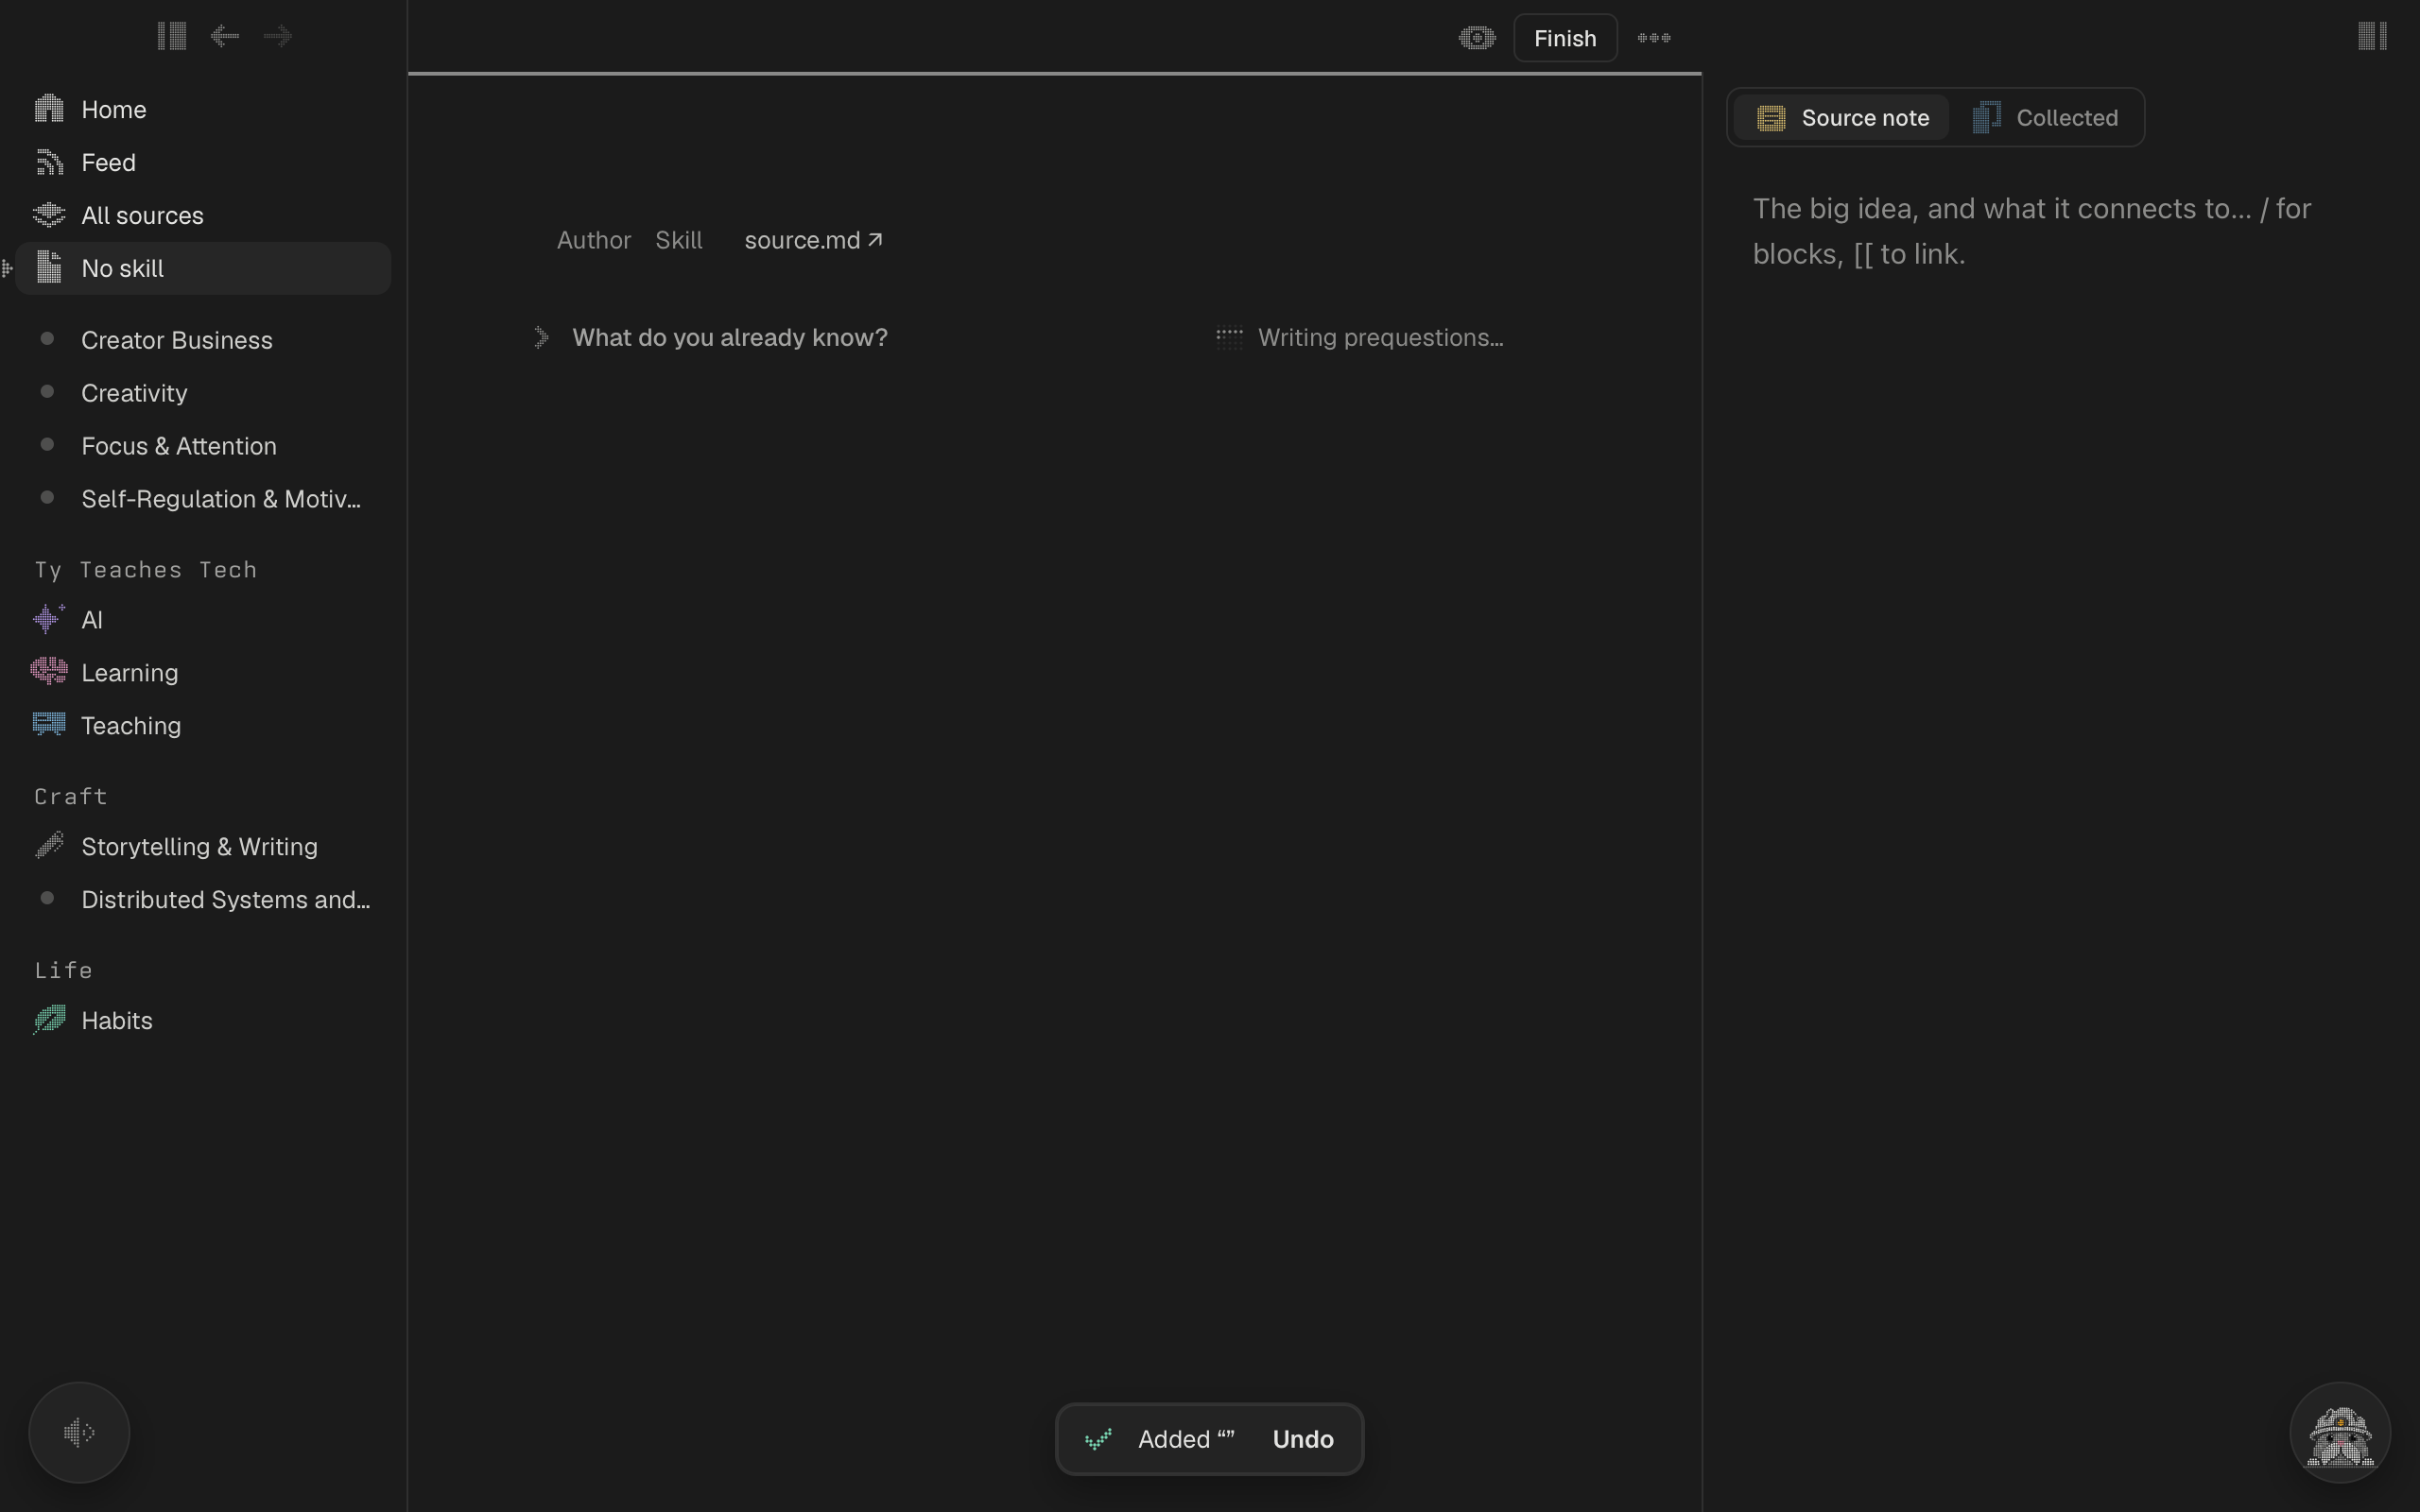 Finish
Home
Feed
All sources
No skill
Creator Business
Creativity
Focus & Attention
Self-Regulation & Motiv…
Ty Teaches Tech
AI
Learning
Teaching
Craft
Storytelling & Writing
Distributed Systems and…
Life
Habits
Author Skill source.md ↗
What do you already know?
Writing prequestions…
Source note
Collected
The big idea, and what it connects to… / for
blocks, [[ to link.
Added “” Undo